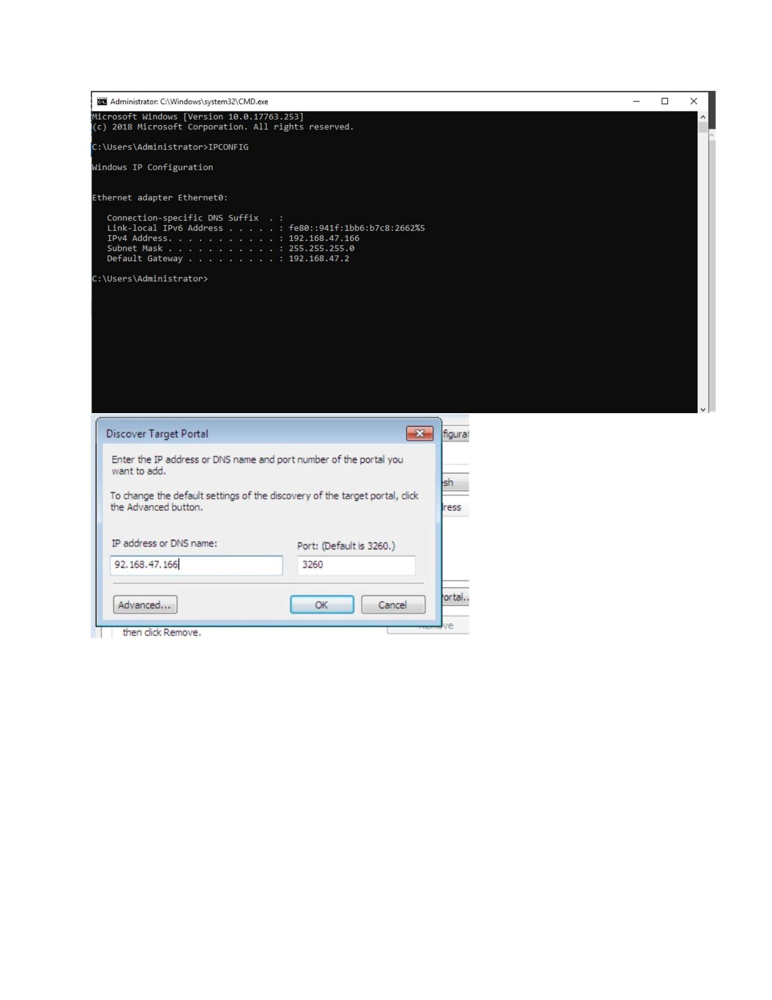 Administrator: C:\Windows\system32\CMD.exe
Microsoft Windows [Version 10.0.17763.253]
(c) 2018 Microsoft Corporation. All rights reserved.
C:\Users\Administrator>IPCONFIG
Windows IP Configuration
Ethernet adapter Ethernet0:
Connection-specific DNS Suffix . :
Link-local IPv6 Address . . . . . : fe80::941f:1bb6:b7c8:2662%5
IPv4 Address. . . . . . . . . . . : 192.168.47.166
Subnet Mask . . . . . . . . . . . : 255.255.255.0
Default Gateway . . . . . . . . . : 192.168.47.2
C:\Users\Administrator>
Discover Target Portal
figurat
Enter the IP address or DNS name and port number of the portal you
want to add.
esh
To change the default settings of the discovery of the target portal, click
the Advanced button.
dress
IP address or DNS name:
Port: (Default is 3260.)
92.168.47.166
3260
Advanced...
OK
Cancel
ortal..
Remove
then click Remove.